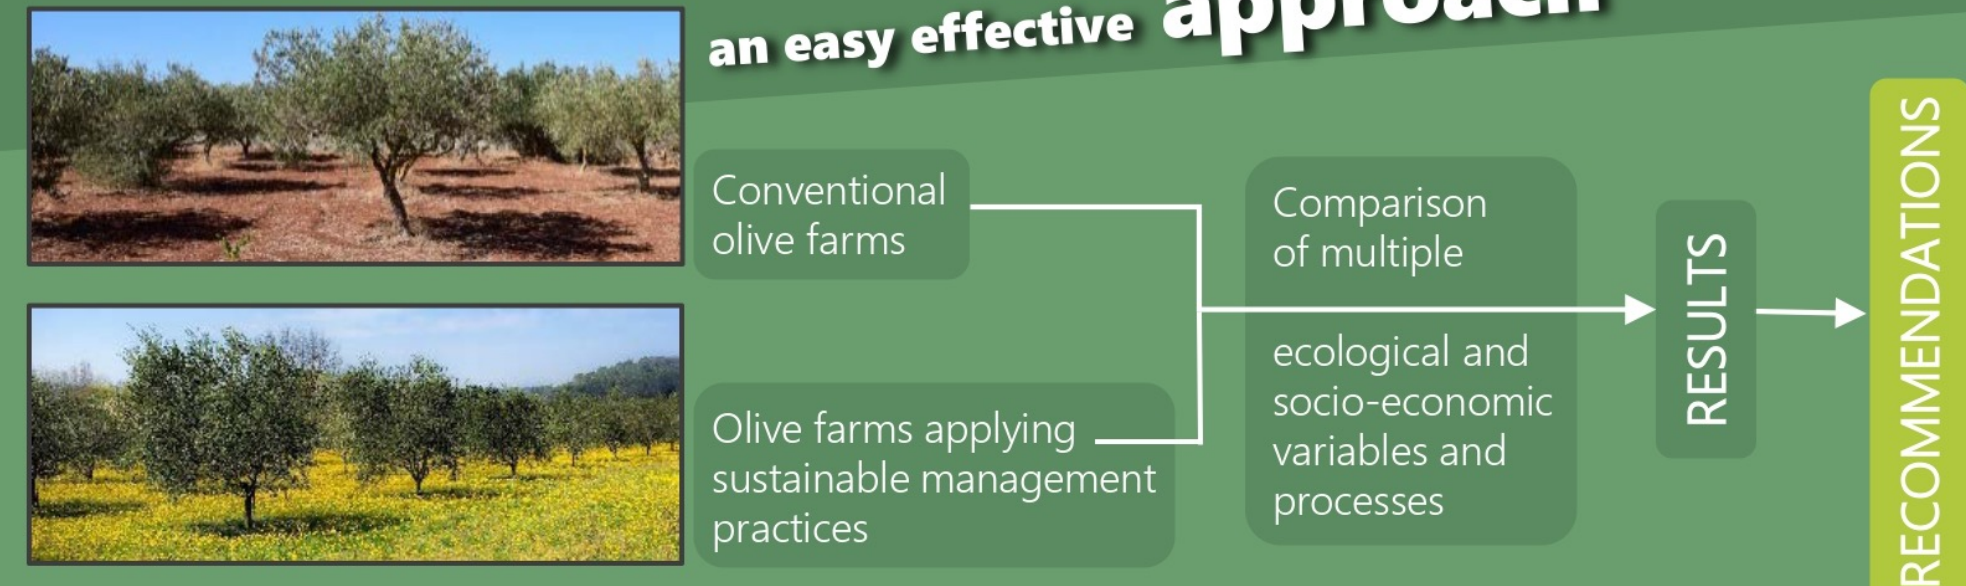 an easy effective approach
Conventional
olive farms
Olive farms applying
sustainable management
practices
Comparison
of multiple
ecological and
socio-economic
variables and
processes
RESULTS
RECOMMENDATIONS